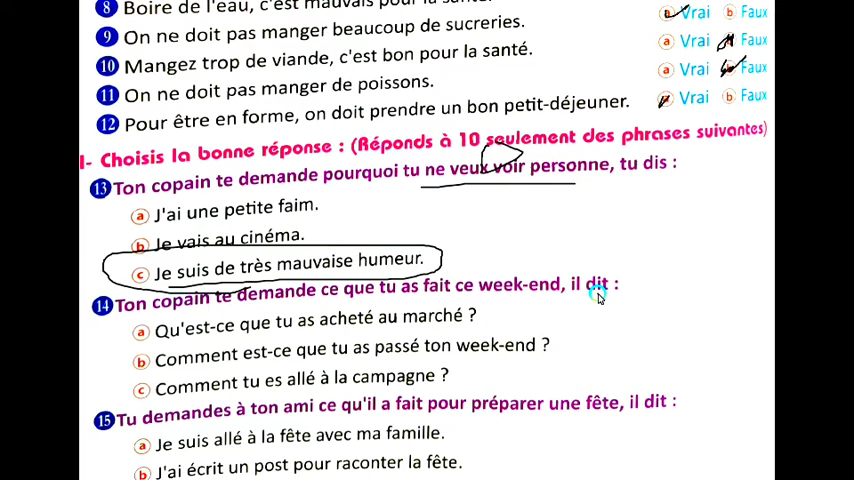 8 Boire de l'eau, c'est mauvais pour la santé. a Vrai b Faux
9 On ne doit pas manger beaucoup de sucreries. a Vrai b Faux
10 Mangez trop de viande, c'est bon pour la santé. a Vrai b Faux
11 On ne doit pas manger de poissons. a Vrai b Faux
12 Pour être en forme, on doit prendre un bon petit-déjeuner.
I- Choisis la bonne réponse : (Réponds à 10 seulement des phrases suivantes)
13 Ton copain te demande pourquoi tu ne veux voir personne, tu dis :
a J'ai une petite faim.
b Je vais au cinéma.
c Je suis de très mauvaise humeur.
14 Ton copain te demande ce que tu as fait ce week-end, il dit :
a Qu'est-ce que tu as acheté au marché ?
b Comment est-ce que tu as passé ton week-end ?
c Comment tu es allé à la campagne ?
15 Tu demandes à ton ami ce qu'il a fait pour préparer une fête, il dit :
a Je suis allé à la fête avec ma famille.
b J'ai écrit un post pour raconter la fête.